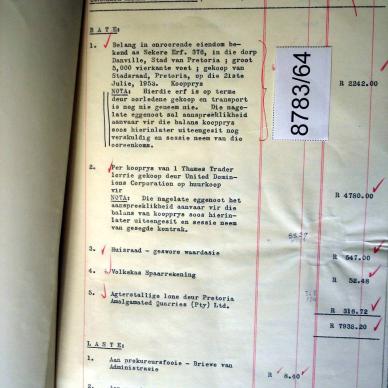 B A T E :
1. Belang in onroerende eiendom be-
kend as Sekere Erf. 376, in die dorp
Danville, Stad van Pretoria ; groot
5,000 vierkante voet ; gekoop van
Stadsraad, Pretoria, op die 21ste
Julie, 1953. Koopprys R 2242.00
NOTA: Hierdie erf is op terme
deur oorledene gekoop en transport
is nog nie geneem nie. Die nage-
late eggenoot sal aanspreeklikheid
aanvaar vir die balans koopprys
soos hierinlater uiteengesit nog
verskuldig en sessie neem van die
ooreenkoms.
8783/64
2. Per kooprys van 1 Thames Trader
lorrie gekoop deur United Domin-
ions Corporation op huurkoop
vir R 4780.00
NOTA: Die nagelate eggenoot het
aanspreeklikheid aanvaar vir die
balans van koopprys soos hierin-
later uiteengesit en sessie neem
van gesegde kontrak.
3. Huisraad - geswore waardasie R 547.00
4. Volkskas Spaarrekening R 52.48
5. Agterstallige lone deur Pretoria
Amalgamated Quarries (Pty) Ltd. R 316.72
R 7938.20
L A S T E :
1. Aan prokureursfooie - Briewe van
Administrasie R 8.40